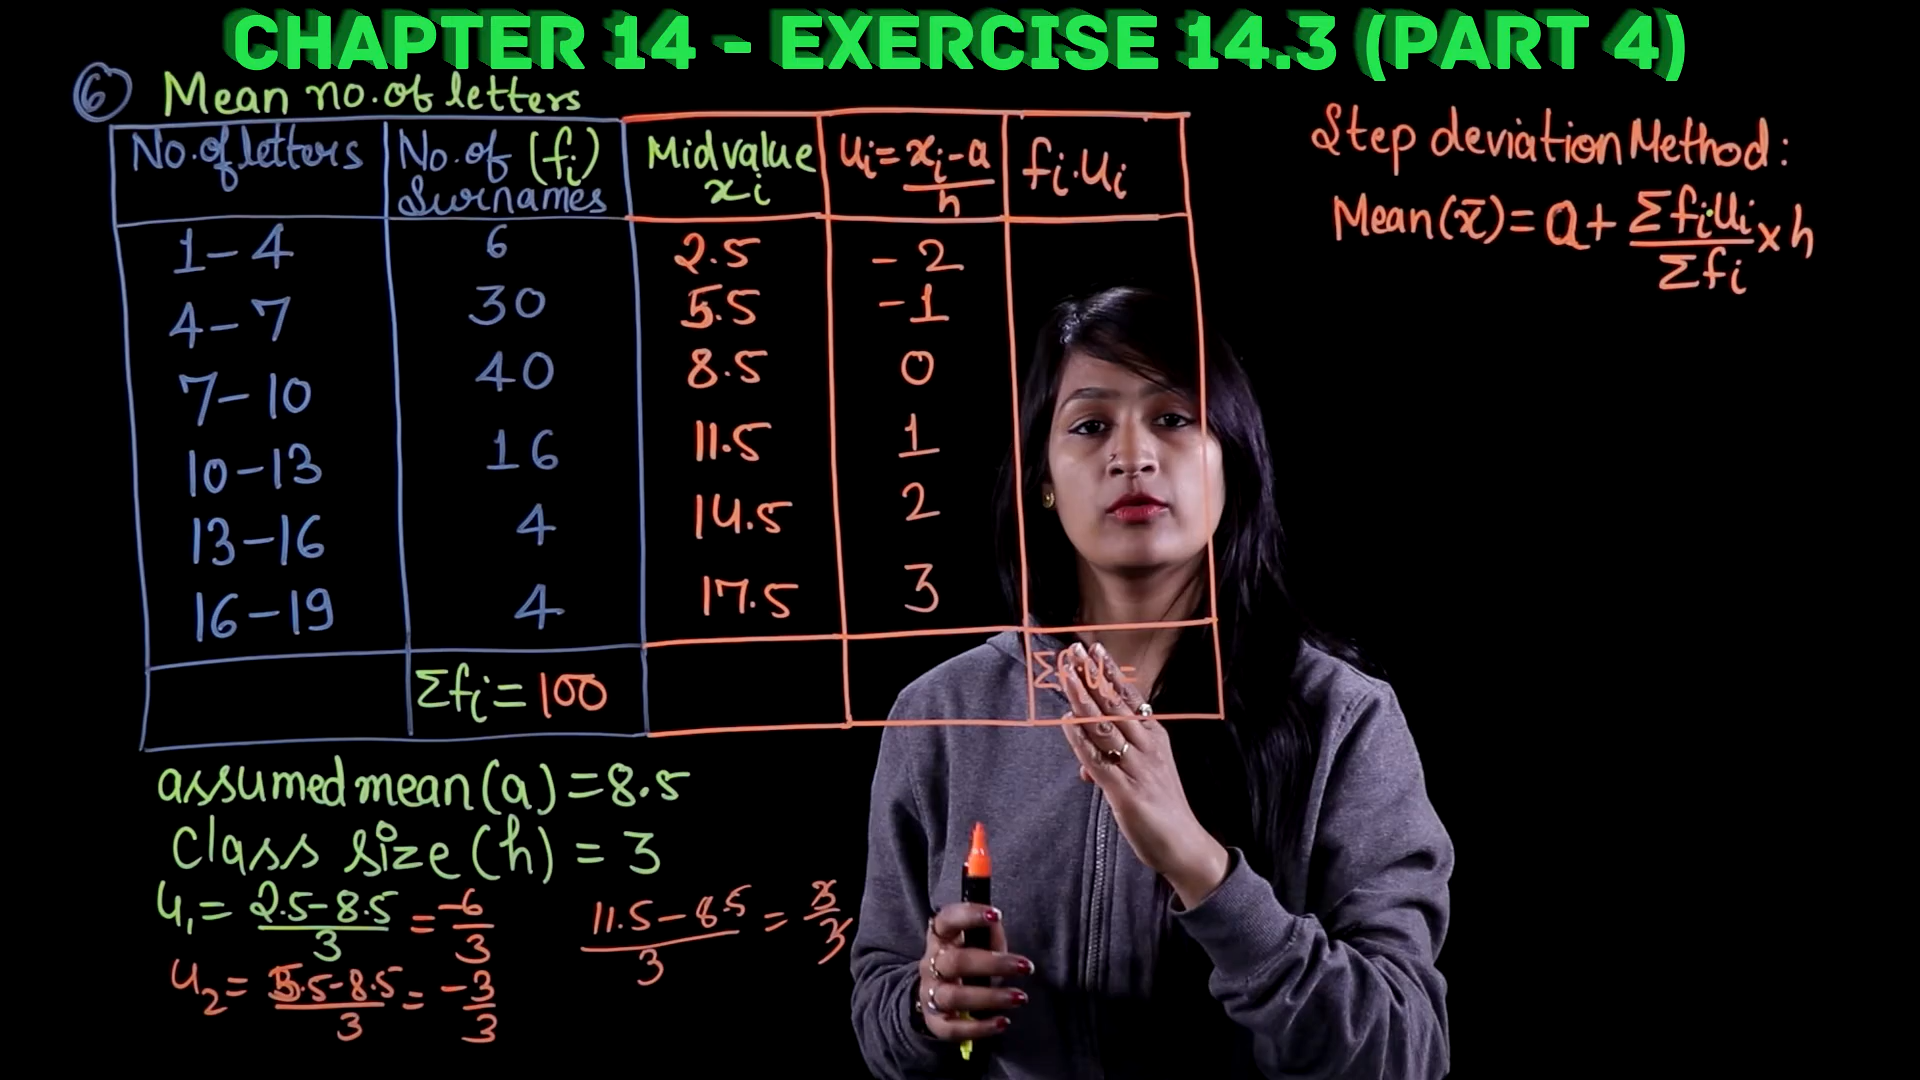 CHAPTER 14 - EXERCISE 14.3 (PART 4)
6 Mean no. of letters
No. of letters | No. of (fi) Surnames | Midvalue xi | ui = xi - a / h | fi·ui
1-4 | 6 | 2.5 | -2
4-7 | 30 | 5.5 | -1
7-10 | 40 | 8.5 | 0
10-13 | 16 | 11.5 | 1
13-16 | 4 | 14.5 | 2
16-19 | 4 | 17.5 | 3
Σfi = 100 | Σfiui =
assumed mean (a) = 8.5
Class size (h) = 3
u1 = 2.5-8.5 / 3 = -6 / 3
u2 = 5.5-8.5 / 3 = -3 / 3
11.5-8.5 / 3 = 3 / 3
Step deviation Method:
Mean (x̄) = a + Σfi·ui / Σfi × h